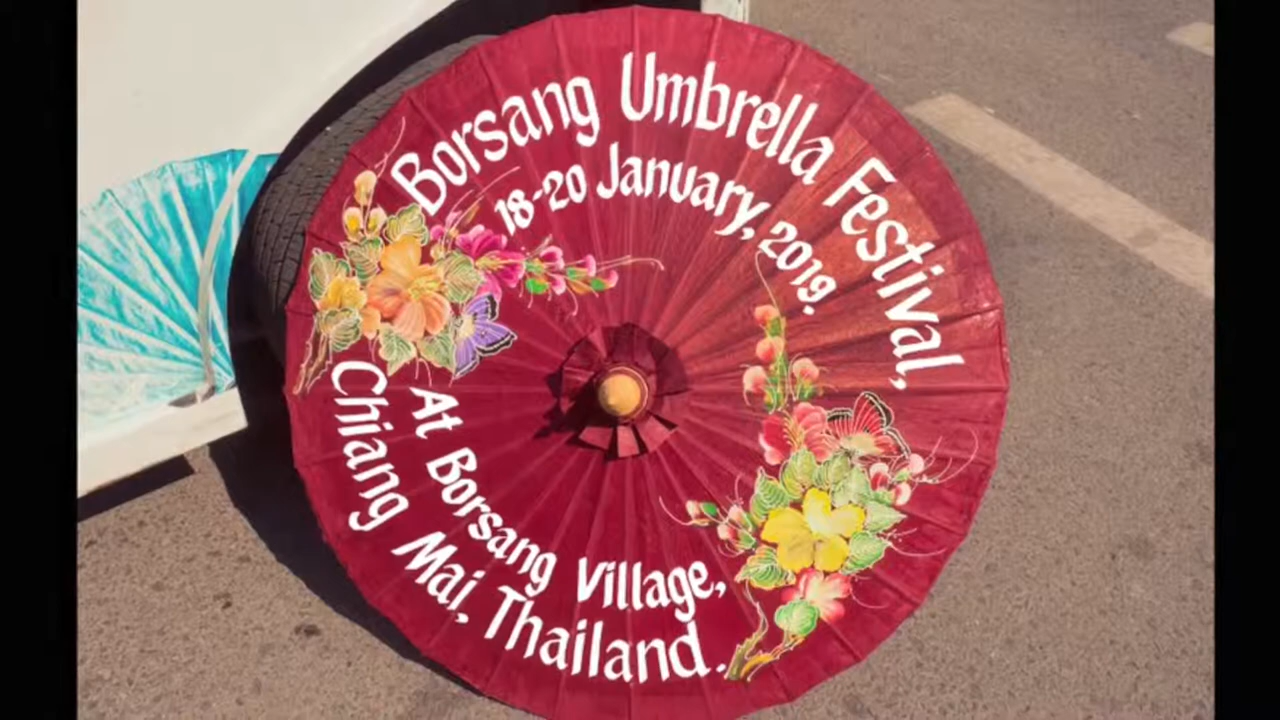 Borsang Umbrella Festival,
18-20 January, 2019.
At Borsang Village,
Chiang Mai, Thailand.